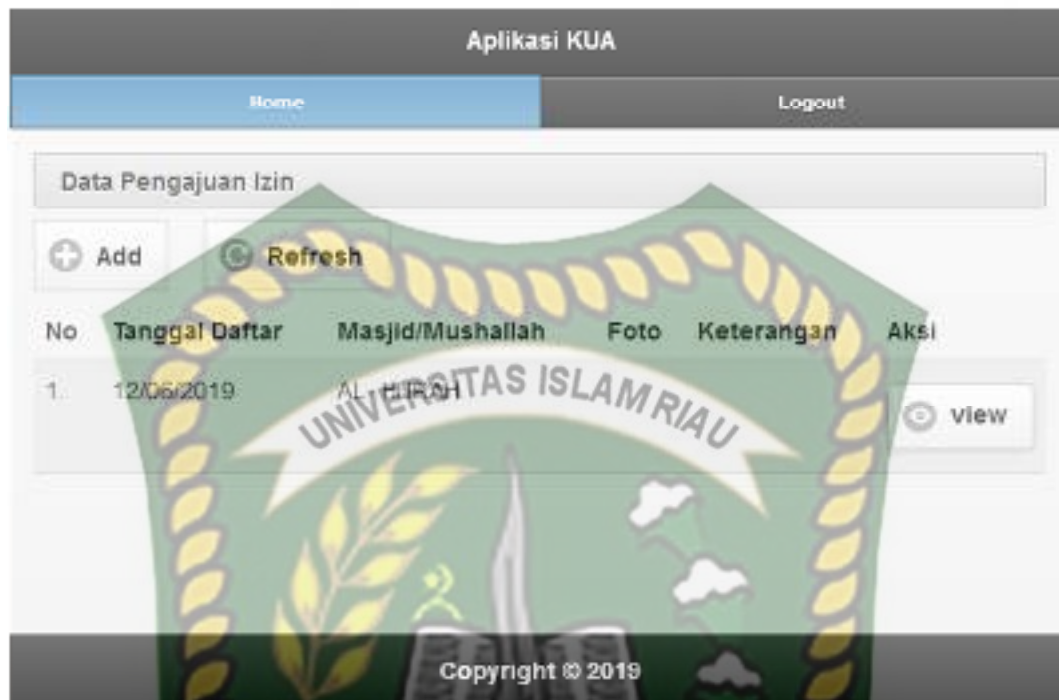 Aplikasi KUA
Home Logout
Data Pengajuan Izin
Add Refresh
No Tanggal Daftar Masjid/Mushallah Foto Keterangan Aksi
1. 12/06/2019 AL - view
UNIVERSITAS ISLAM RIAU
Copyright © 2019